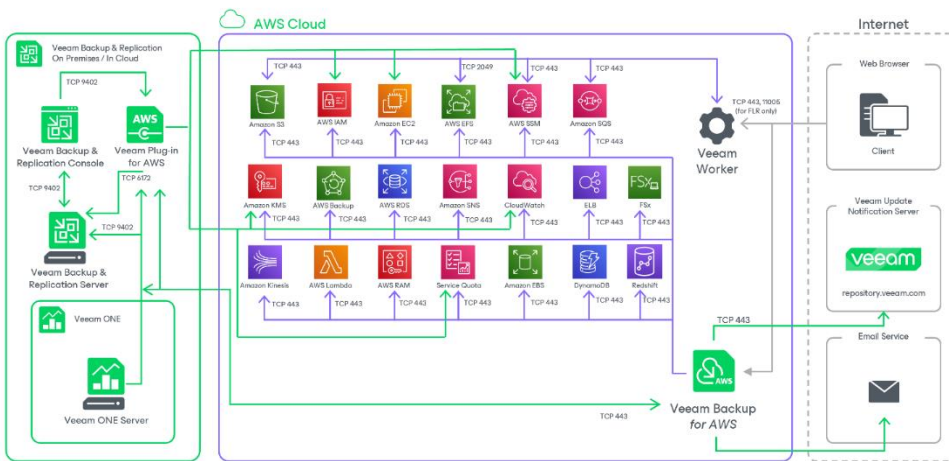 AWS Cloud
Internet
Veeam Backup & Replication
On Premises / In Cloud
TCP 9402
AWS
Veeam Backup &
Replication Console
Veeam Plug-in
for AWS
TCP 6172
TCP 9402
TCP 9402
Veeam Backup &
Replication Server
Veeam ONE
Veeam ONE Server
TCP 443
TCP 2049
TCP 443
TCP 443
Amazon S3
AWS IAM
Amazon EC2
AWS EFS
AWS SSM
Amazon SQS
TCP 443
TCP 443
TCP 443
TCP 443
TCP 443
TCP 443
FSx
Amazon KMS
AWS Backup
AWS RDS
Amazon SNS
CloudWatch
ELB
FSx
TCP 443
TCP 443
TCP 443
TCP 443
TCP 443
TCP 443
TCP 443
Amazon Kinesis
AWS Lambda
AWS RAM
Service Quota
Amazon EBS
DynamoDB
Redshift
TCP 443
TCP 443
TCP 443
TCP 443
TCP 443
TCP 443
TCP 443
Veeam
Worker
TCP 443, 11005
(for FLR only)
AWS
Veeam Backup
for AWS
TCP 443
TCP 443
Web Browser
Client
Veeam Update
Notification Server
veeam
repository.veeam.com
Email Service